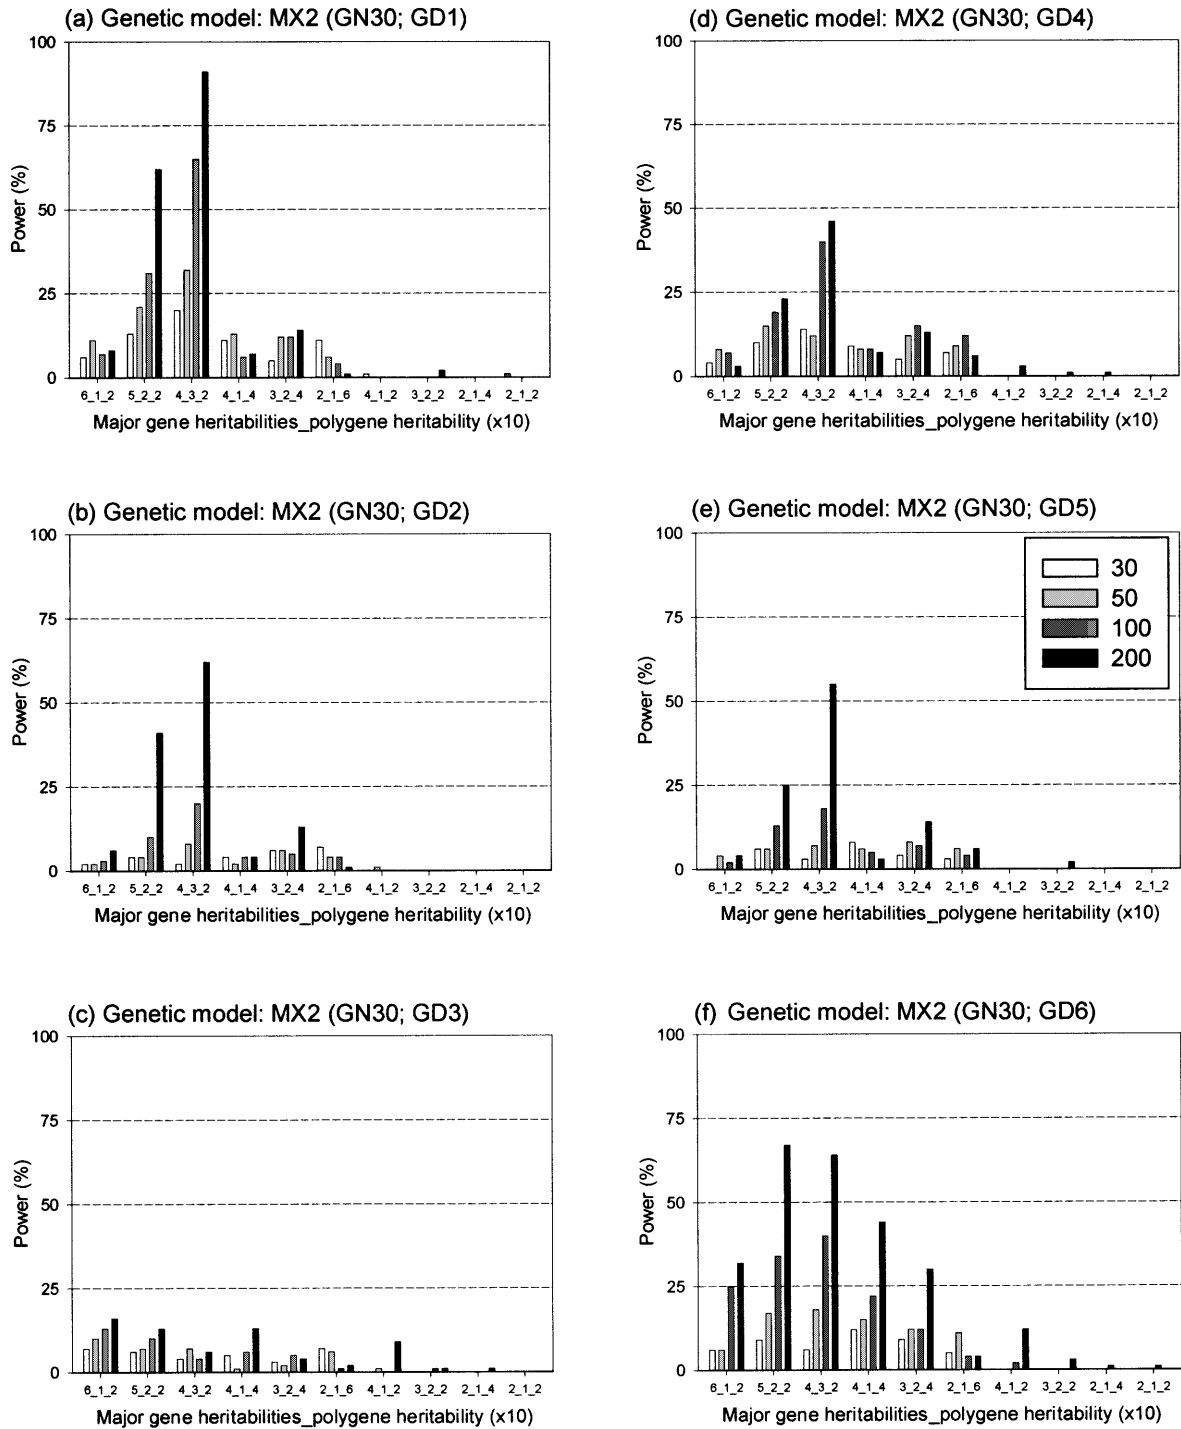 (a) Genetic model: MX2 (GN30; GD1)
100
75
50
25
0
Power (%)
6_1_2 5_2_2 4_3_2 4_1_4 3_2_4 2_1_6 4_1_2 3_2_2 2_1_4 2_1_2
Major gene heritabilities_polygene heritability (x10)
(d) Genetic model: MX2 (GN30; GD4)
100
75
50
25
0
Power (%)
6_1_2 5_2_2 4_3_2 4_1_4 3_2_4 2_1_6 4_1_2 3_2_2 2_1_4 2_1_2
Major gene heritabilities_polygene heritability (x10)
(b) Genetic model: MX2 (GN30; GD2)
100
75
50
25
0
Power (%)
6_1_2 5_2_2 4_3_2 4_1_4 3_2_4 2_1_6 4_1_2 3_2_2 2_1_4 2_1_2
Major gene heritabilities_polygene heritability (x10)
(e) Genetic model: MX2 (GN30; GD5)
100
75
50
25
0
Power (%)
30
50
100
200
6_1_2 5_2_2 4_3_2 4_1_4 3_2_4 2_1_6 4_1_2 3_2_2 2_1_4 2_1_2
Major gene heritabilities_polygene heritability (x10)
(c) Genetic model: MX2 (GN30; GD3)
100
75
50
25
0
Power (%)
6_1_2 5_2_2 4_3_2 4_1_4 3_2_4 2_1_6 4_1_2 3_2_2 2_1_4 2_1_2
Major gene heritabilities_polygene heritability (x10)
(f) Genetic model: MX2 (GN30; GD6)
100
75
50
25
0
Power (%)
6_1_2 5_2_2 4_3_2 4_1_4 3_2_4 2_1_6 4_1_2 3_2_2 2_1_4 2_1_2
Major gene heritabilities_polygene heritability (x10)